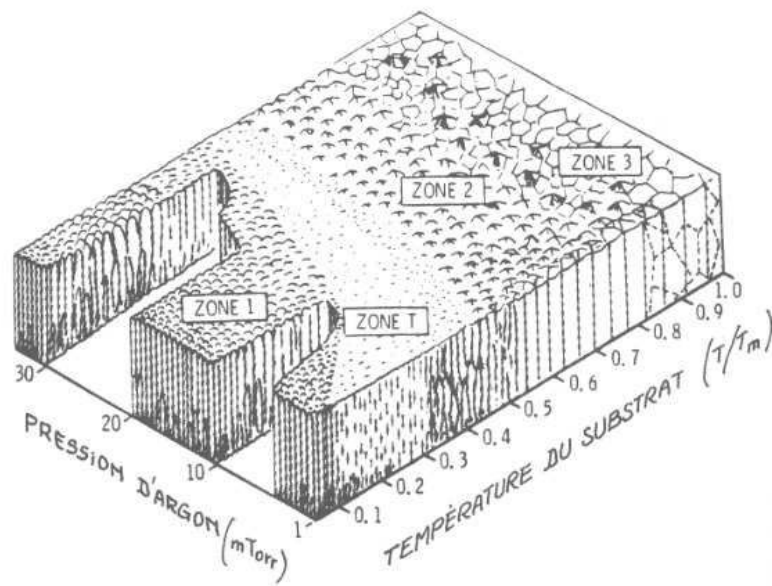 ZONE 3
ZONE 2
ZONE 1
ZONE T
30
20
10
1
PRESSION D'ARGON (mTorr)
0.1
0.2
0.3
0.4
0.5
0.6
0.7
0.8
0.9
1.0
TEMPÉRATURE DU SUBSTRAT (T/Tm)